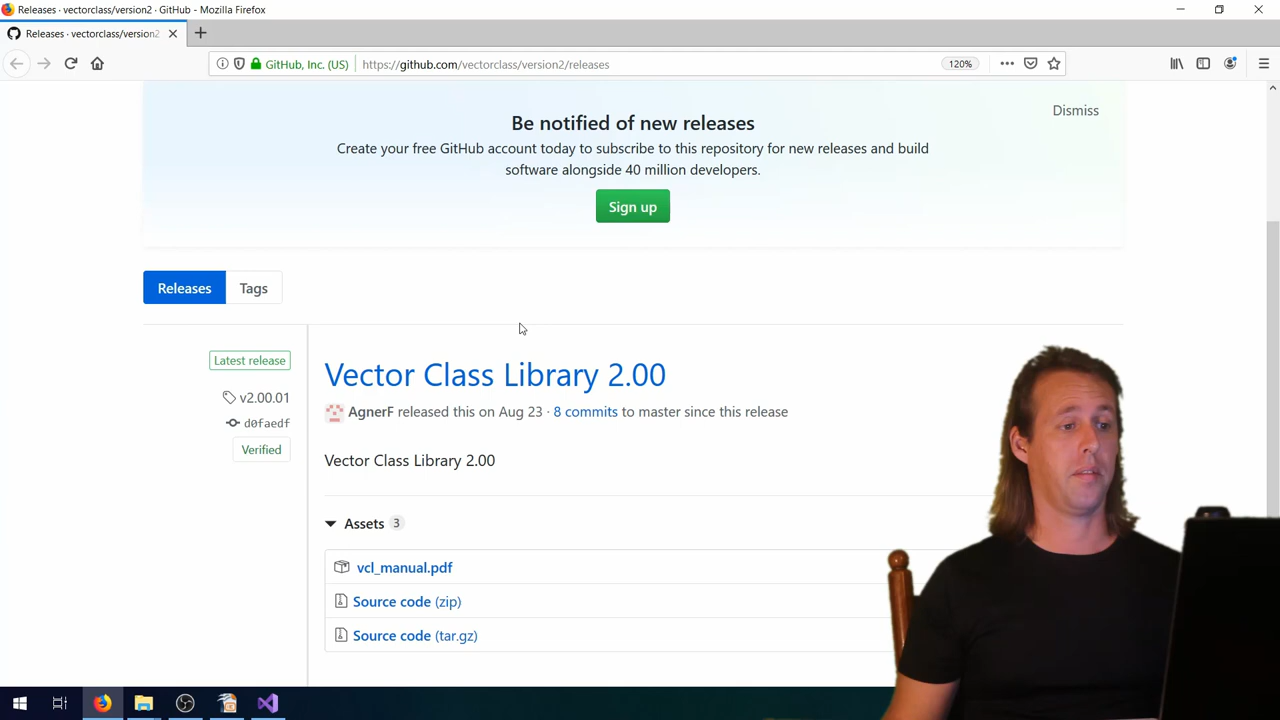 Releases · vectorclass/version2 · GitHub - Mozilla Firefox
Releases · vectorclass/version2
GitHub, Inc. (US)
https://github.com/vectorclass/version2/releases
120%
Be notified of new releases
Dismiss
Create your free GitHub account today to subscribe to this repository for new releases and build
software alongside 40 million developers.
Sign up
Releases
Tags
Latest release
v2.00.01
d0faedf
Verified
Vector Class Library 2.00
AgnerF released this on Aug 23 · 8 commits to master since this release
Vector Class Library 2.00
Assets 3
vcl_manual.pdf
Source code (zip)
Source code (tar.gz)